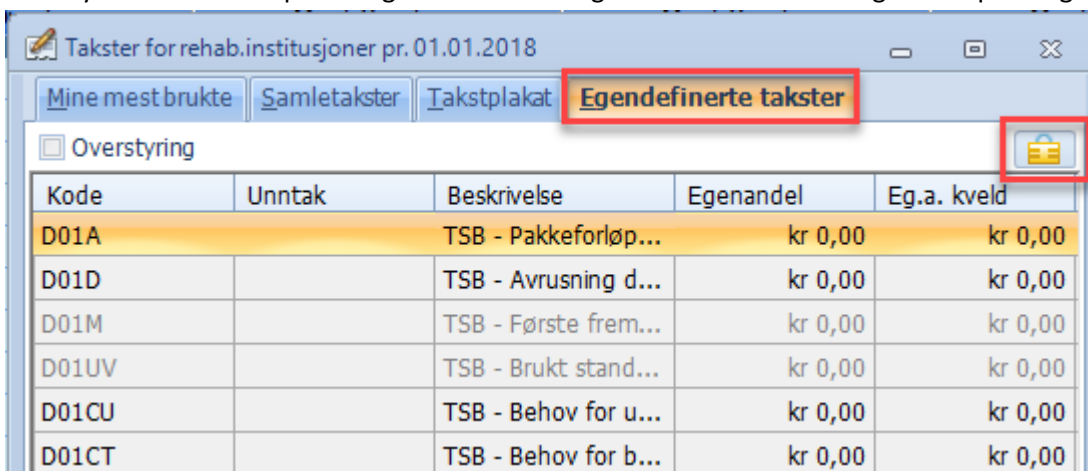 Takster for rehab.institusjoner pr. 01.01.2018
Mine mest brukte Samletakster Takstplakat Egendefinerte takster
Overstyring
Kode Unntak Beskrivelse Egenandel Eg.a. kveld
D01A TSB - Pakkeforløp... kr 0,00 kr 0,00
D01D TSB - Avrusning d... kr 0,00 kr 0,00
D01M TSB - Første frem... kr 0,00 kr 0,00
D01UV TSB - Brukt stand... kr 0,00 kr 0,00
D01CU TSB - Behov for u... kr 0,00 kr 0,00
D01CT TSB - Behov for b... kr 0,00 kr 0,00